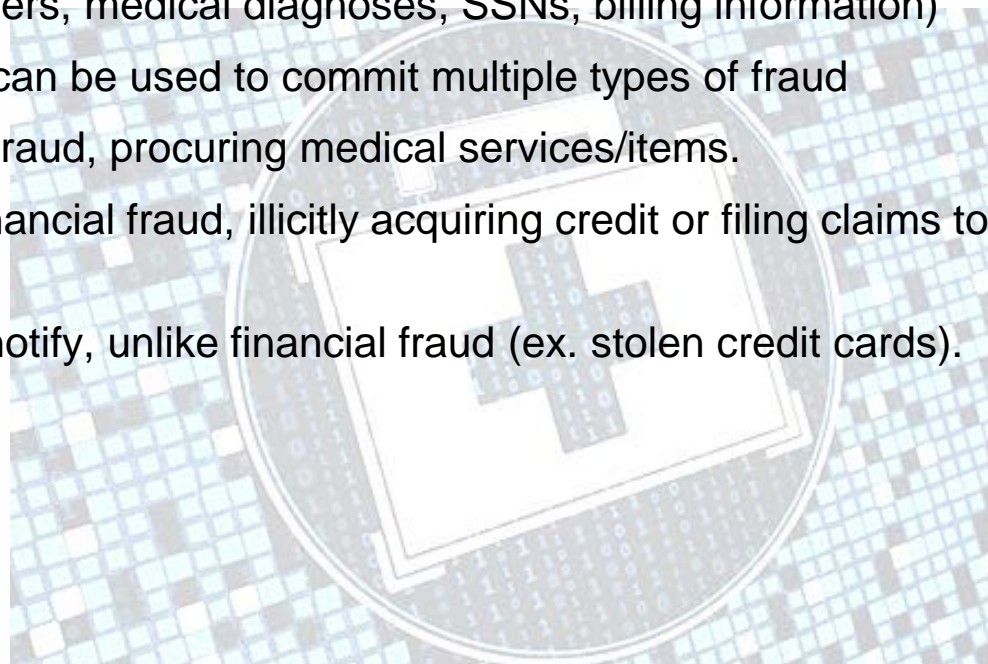 ers, medical diagnoses, SSNs, billing information)
can be used to commit multiple types of fraud
raud, procuring medical services/items.
nancial fraud, illicitly acquiring credit or filing claims to
notify, unlike financial fraud (ex. stolen credit cards).